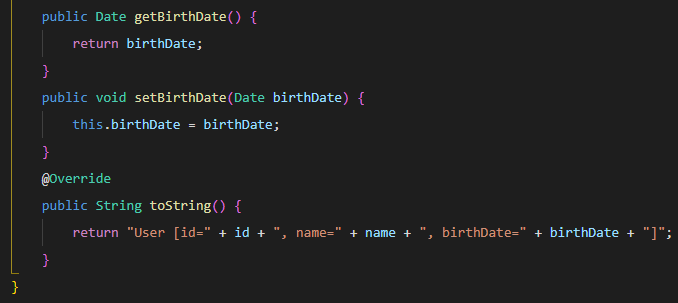 public Date getBirthDate() {
return birthDate;
}
public void setBirthDate(Date birthDate) {
this.birthDate = birthDate;
}
@Override
public String toString() {
return "User [id=" + id + ", name=" + name + ", birthDate=" + birthDate + "]";
}
}